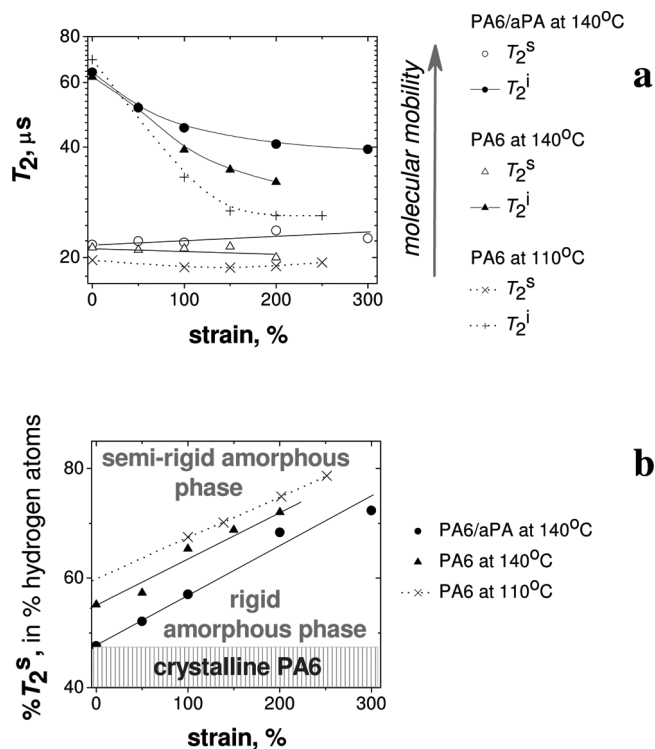 80
60
40
20
T₂, μs
0
100
200
300
strain, %
molecular mobility
a
PA6/aPA at 140°C
T₂ˢ
T₂ⁱ
PA6 at 140°C
T₂ˢ
T₂ⁱ
PA6 at 110°C
T₂ˢ
T₂ⁱ
80
60
40
%T₂ˢ, in % hydrogen atoms
semi-rigid amorphous
phase
rigid
amorphous phase
crystalline PA6
0
100
200
300
strain, %
b
PA6/aPA at 140°C
PA6 at 140°C
PA6 at 110°C